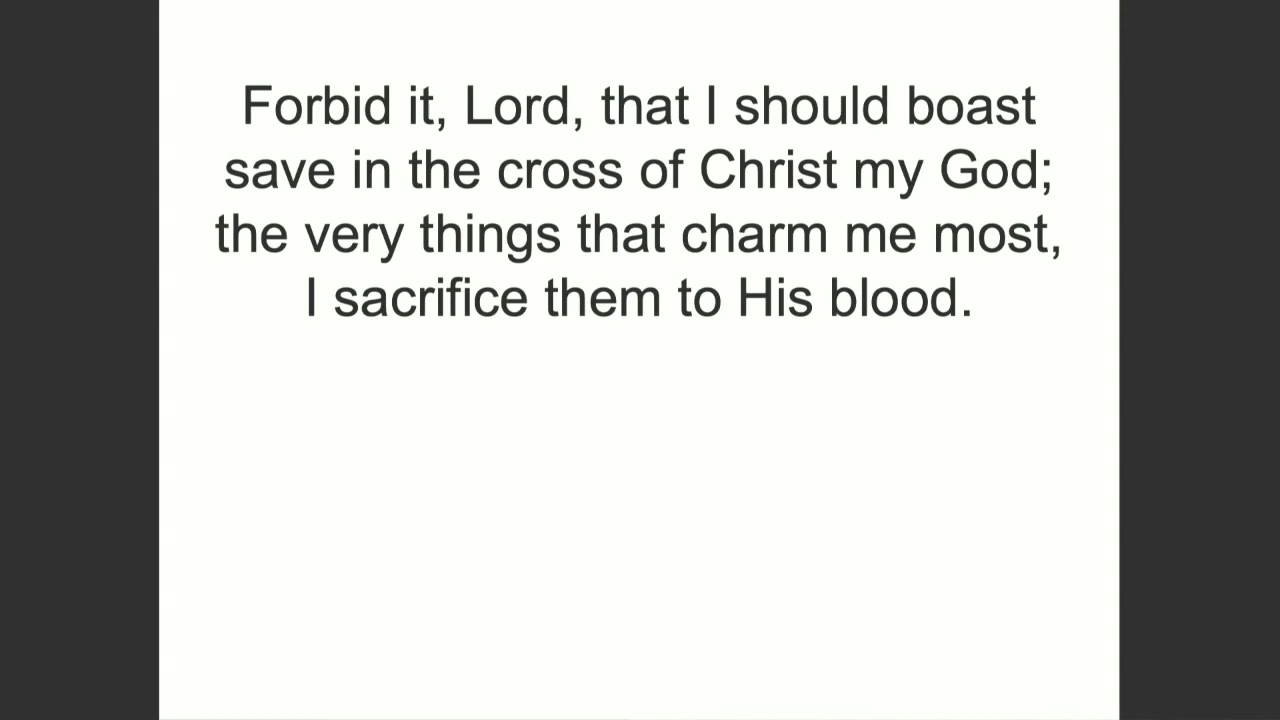 Forbid it, Lord, that I should boast
save in the cross of Christ my God;
the very things that charm me most,
I sacrifice them to His blood.